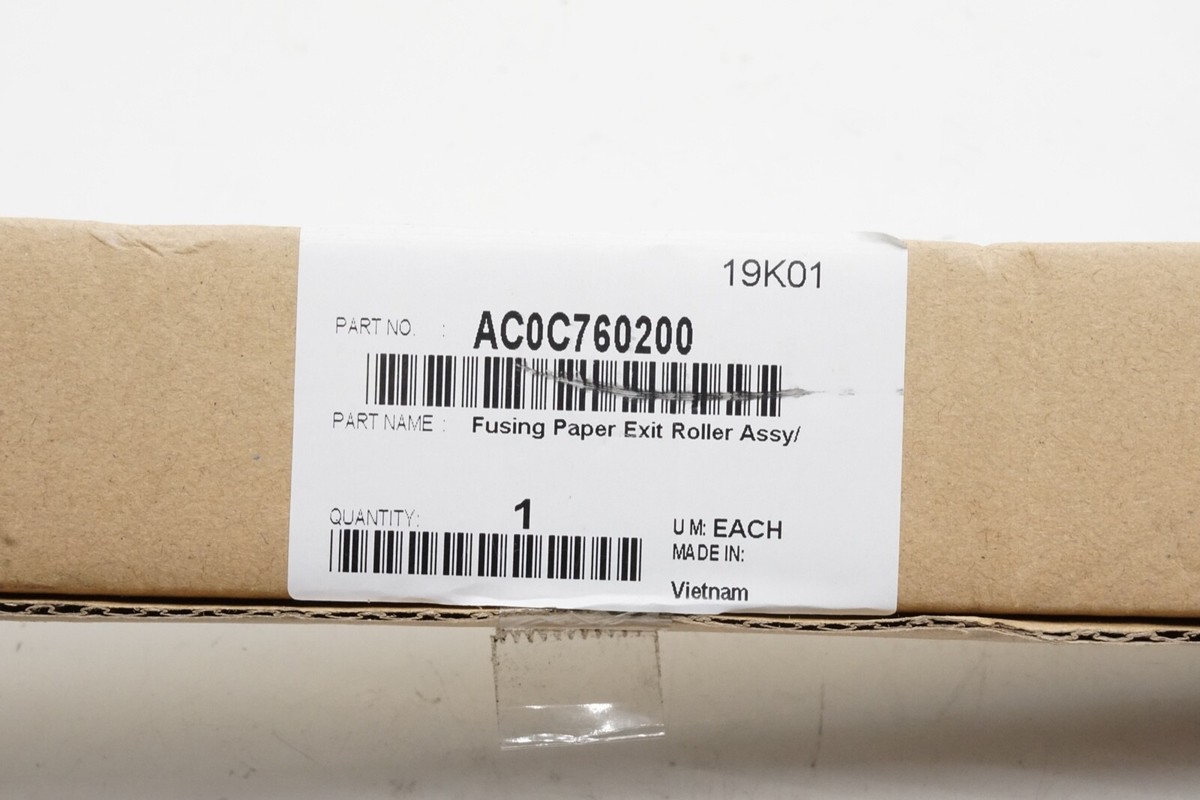 19K01
PART NO. : AC0C760200
PART NAME : Fusing Paper Exit Roller Assy/
QUANTITY: 1
U M: EACH
MADE IN:
Vietnam